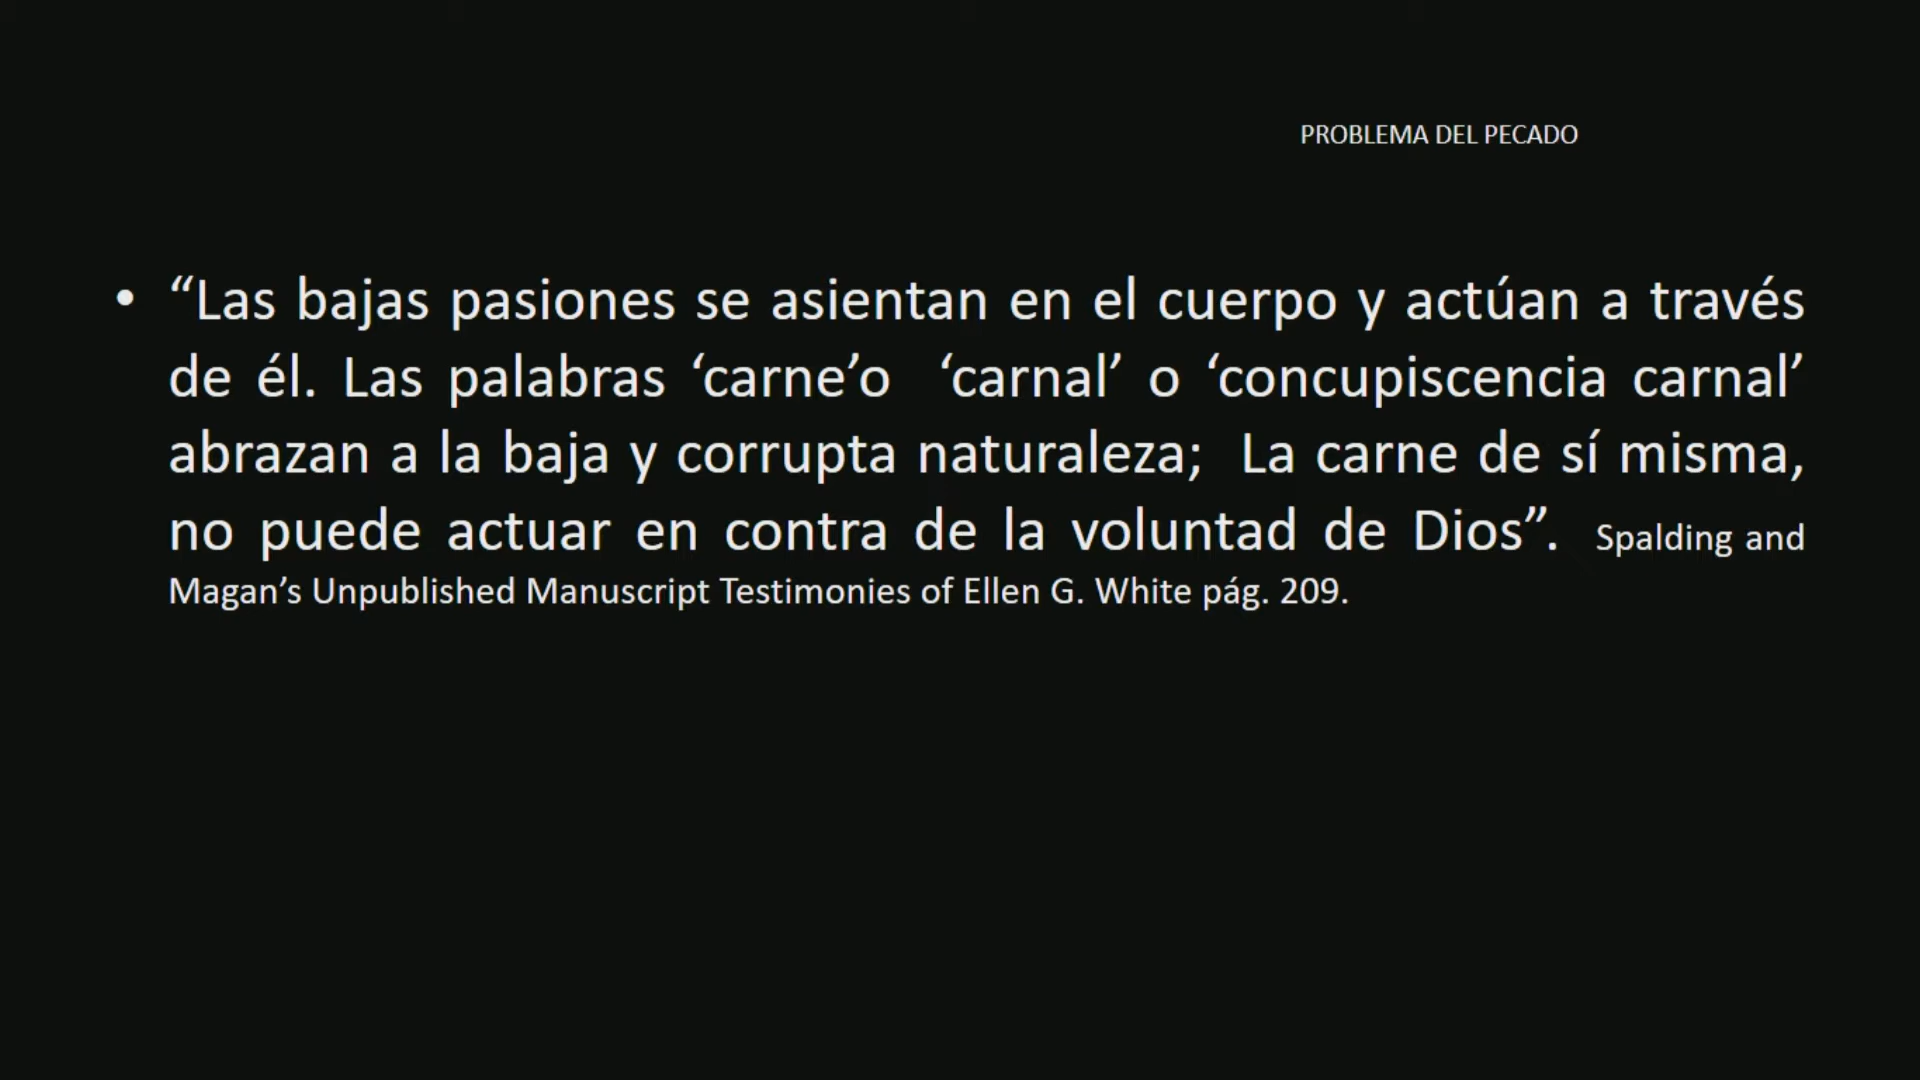 PROBLEMA DEL PECADO
• “Las bajas pasiones se asientan en el cuerpo y actúan a través
de él. Las palabras ‘carne’o ‘carnal’ o ‘concupiscencia carnal’
abrazan a la baja y corrupta naturaleza; La carne de sí misma,
no puede actuar en contra de la voluntad de Dios”. Spalding and
Magan’s Unpublished Manuscript Testimonies of Ellen G. White pág. 209.